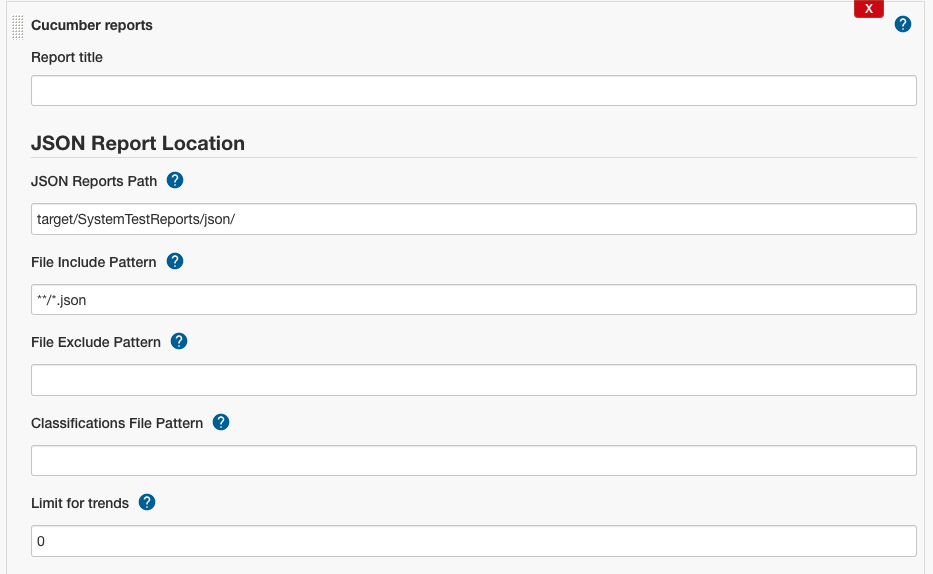 X
Cucumber reports ?
Report title
JSON Report Location
JSON Reports Path ?
target/SystemTestReports/json/
File Include Pattern ?
**/*.json
File Exclude Pattern ?
Classifications File Pattern ?
Limit for trends ?
0